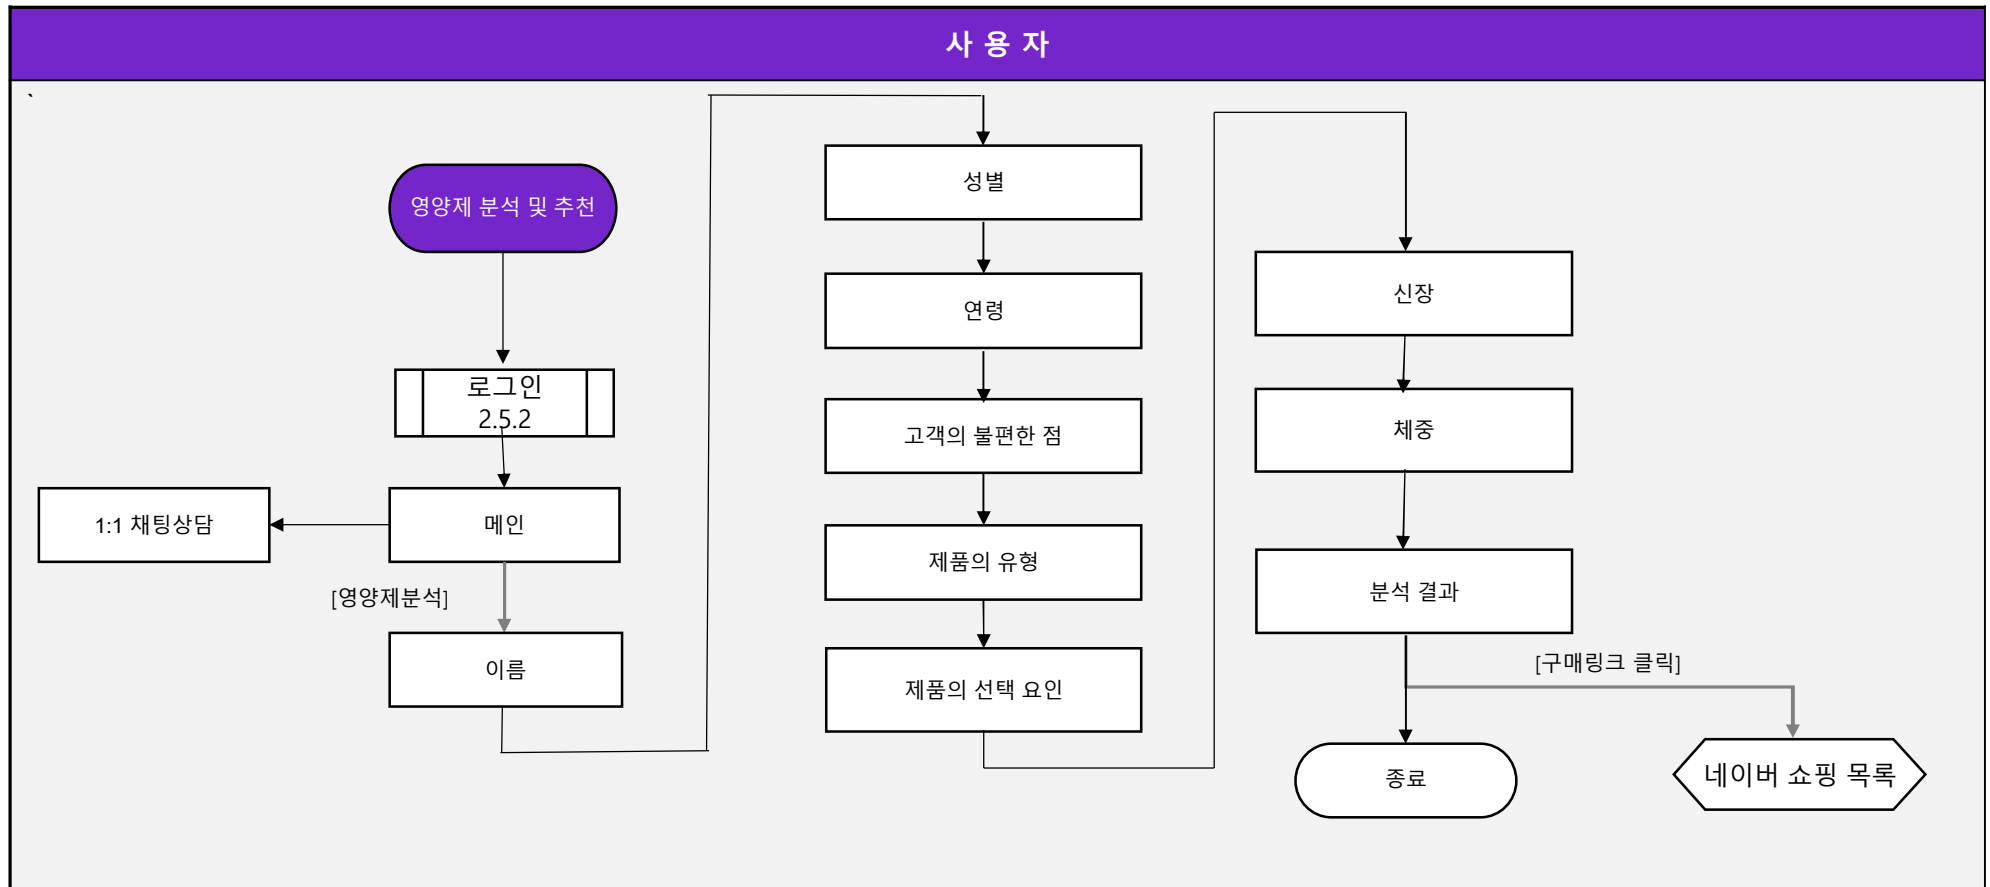 사 용 자
`
영양제 분석 및 추천
로그인
2.5.2
메인
1:1 채팅상담
[영양제분석]
이름
성별
연령
고객의 불편한 점
제품의 유형
제품의 선택 요인
신장
체중
분석 결과
[구매링크 클릭]
종료
네이버 쇼핑 목록